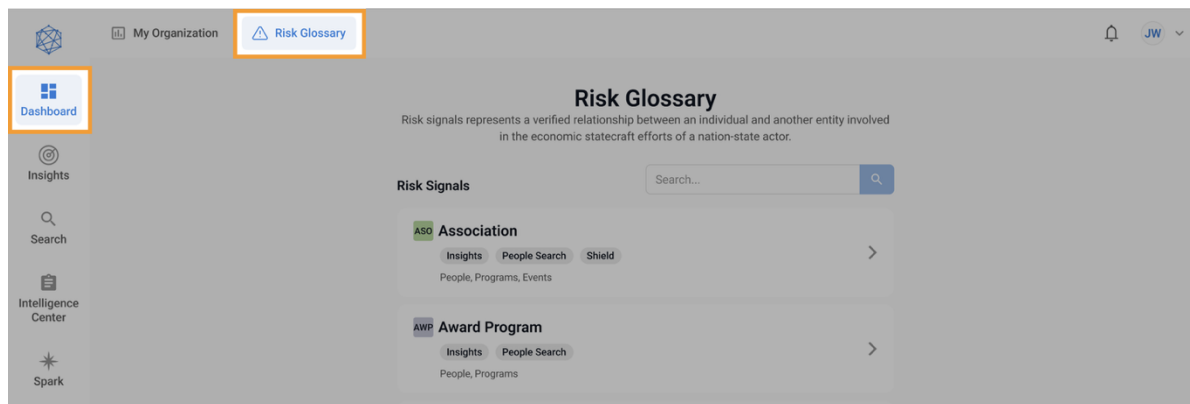 My Organization
Risk Glossary
JW
Dashboard
Insights
Search
Intelligence
Center
Spark
Risk Glossary
Risk signals represents a verified relationship between an individual and another entity involved
in the economic statecraft efforts of a nation-state actor.
Risk Signals
Search...
ASO Association
Insights People Search Shield
People, Programs, Events
AWP Award Program
Insights People Search
People, Programs